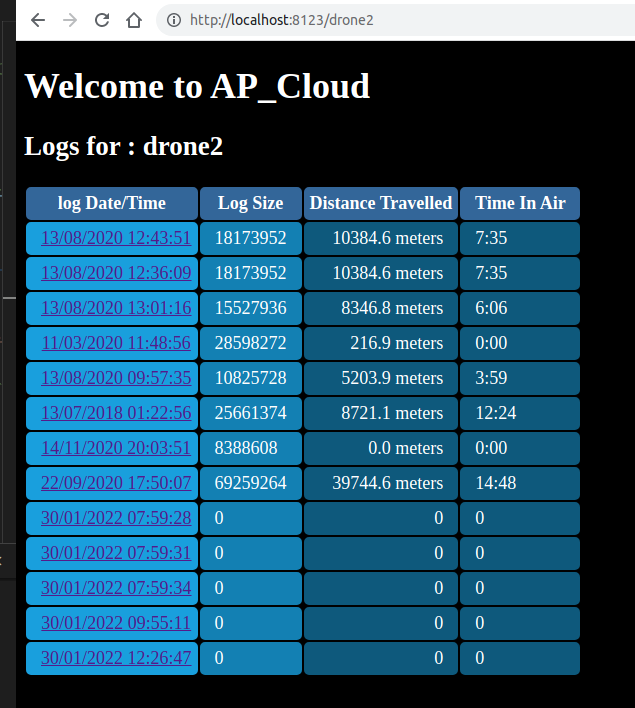 http://localhost:8123/drone2
Welcome to AP_Cloud
Logs for : drone2
log Date/Time Log Size Distance Travelled Time In Air
13/08/2020 12:43:51 18173952 10384.6 meters 7:35
13/08/2020 12:36:09 18173952 10384.6 meters 7:35
13/08/2020 13:01:16 15527936 8346.8 meters 6:06
11/03/2020 11:48:56 28598272 216.9 meters 0:00
13/08/2020 09:57:35 10825728 5203.9 meters 3:59
13/07/2018 01:22:56 25661374 8721.1 meters 12:24
14/11/2020 20:03:51 8388608 0.0 meters 0:00
22/09/2020 17:50:07 69259264 39744.6 meters 14:48
30/01/2022 07:59:28 0 0 0
30/01/2022 07:59:31 0 0 0
30/01/2022 07:59:34 0 0 0
30/01/2022 09:55:11 0 0 0
30/01/2022 12:26:47 0 0 0